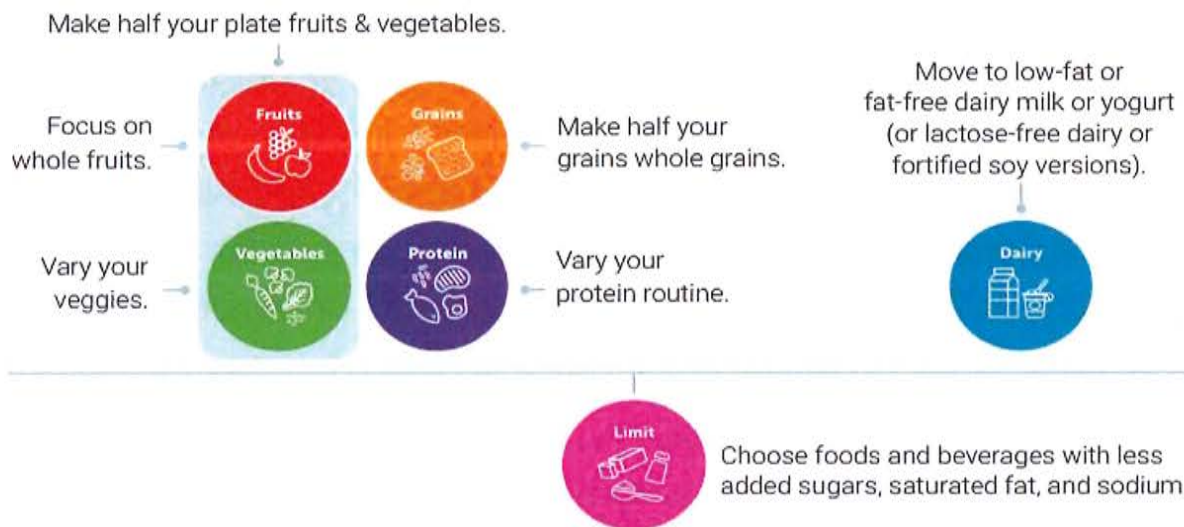 Make half your plate fruits & vegetables.
Fruits
Grains
Focus on
whole fruits.
Make half your
grains whole grains.
Move to low-fat or
fat-free dairy milk or yogurt
(or lactose-free dairy or
fortified soy versions).
Vegetables
Protein
Dairy
Vary your
veggies.
Vary your
protein routine.
Limit
Choose foods and beverages with less
added sugars, saturated fat, and sodium